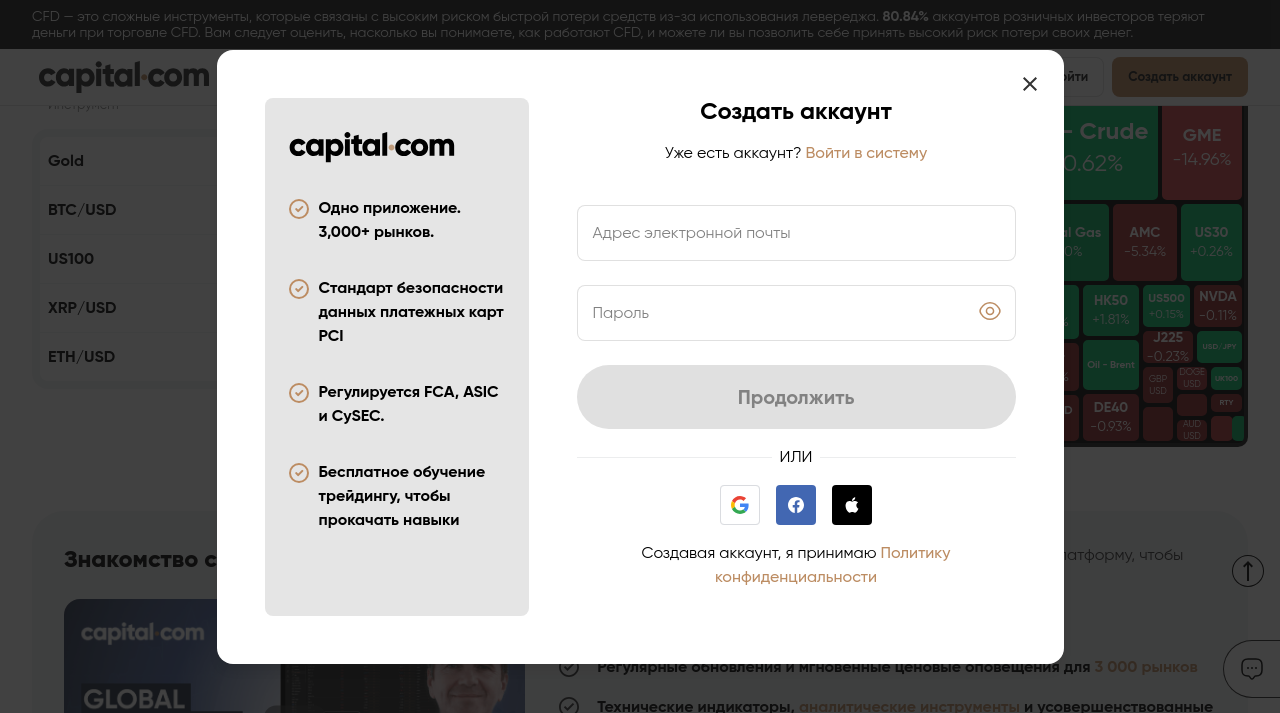 CFD — это сложные инструменты, которые связаны с высоким риском быстрой потери средств из-за использования левереджа. 80.84% аккаунтов розничных инвесторов теряют
деньги при торговле CFD. Вам следует оценить, насколько вы понимаете, как работают CFD, и можете ли вы позволить себе принять высокий риск потери своих денег.
capital.com
Создать аккаунт
Инструмент
Gold
BTC/USD
US100
XRP/USD
ETH/USD
capital.com
Одно приложение.
3,000+ рынков.
Стандарт безопасности
данных платежных карт
PCI
Регулируется FCA, ASIC
и CySEC.
Бесплатное обучение
трейдингу, чтобы
прокачать навыки
Создать аккаунт
Уже есть аккаунт? Войти в систему
Адрес электронной почты
Пароль
Продолжить
ИЛИ
Создавая аккаунт, я принимаю Политику
конфиденциальности
Crude
GME
-14.96%
AMC
-5.34%
US30
+0.26%
HK50
+1.81%
US500
+0.15%
NVDA
-0.11%
J225
-0.23%
USD/JPY
Oil - Brent
GBP
USD
DOGE
USD
UK100
DE40
-0.93%
RTY
AUD
USD
Знакомство
capital.com
GLOBAL
чтобы
Регулярные обновления и мгновенные ценовые оповещения для 3 000 рынков
Технические индикаторы, аналитические инструменты и усовершенствованные